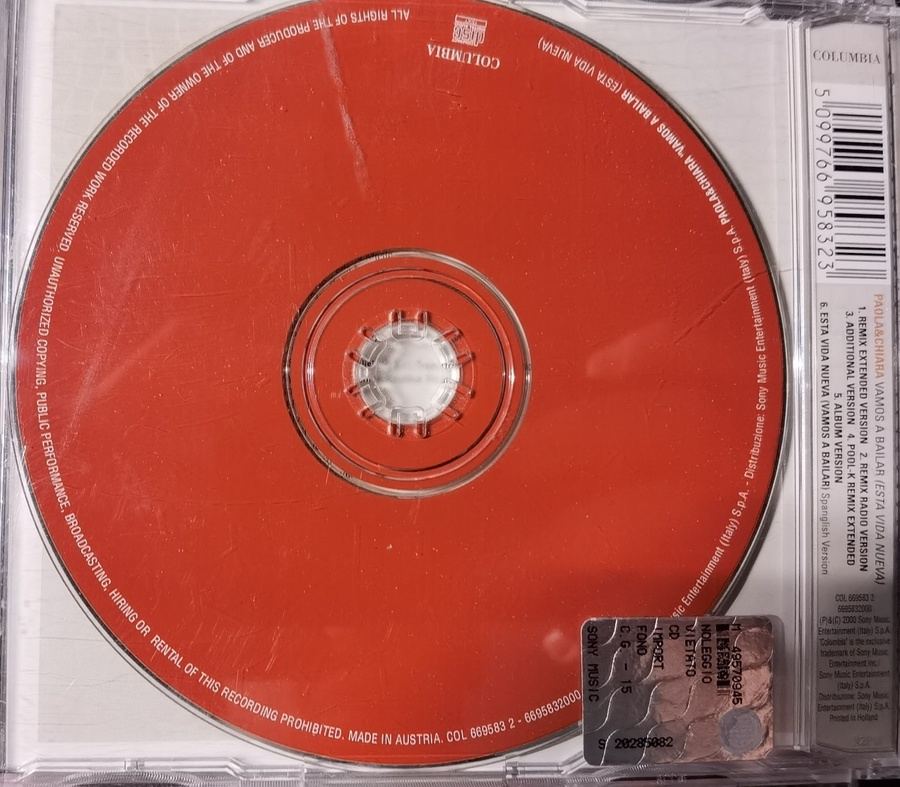 COLUMBIA
5 099766 958323
PAOLA&CHIARA VAMOS A BAILAR (ESTA VIDA NUEVA)
1. REMIX EXTENDED VERSION 2. REMIX RADIO VERSION
3. ADDITIONAL VERSION 4. POOL-K REMIX EXTENDED
5. ALBUM VERSION
6. ESTA VIDA NUEVA (VAMOS A BAILAR) Spanglish Version
COL 669583 2
6695832000
(P)&(C) 2000 Sony Music
Entertainment (Italy) S.p.A.
"Columbia" is the exclusive
trademark of Sony Music
Entertainment Inc.
Sony Music Entertainment
(Italy) S.p.A.
Distribuzione: Sony Music
Entertainment (Italy) S.p.A.
Printed in Holland
COLUMBIA
PAOLA&CHIARA "VAMOS A BAILAR (ESTA VIDA NUEVA)
S.p.A. - Distribuzione: Sony Music Entertainment (Italy) S.p.A.
Entertainment (Italy)
ALL RIGHTS OF THE PRODUCER AND OF THE OWNER OF THE RECORDED WORK RESERVED. UNAUTHORIZED COPYING, PUBLIC PERFORMANCE, BROADCASTING, HIRING OR RENTAL OF THIS RECORDING PROHIBITED. MADE IN AUSTRIA. COL 669583 2 - 6695832000
M 49570945
NOLEGGIO
VIETATO
CD
IMPORT
FONO
C.G - 15
SONY MUSIC
S 20285082